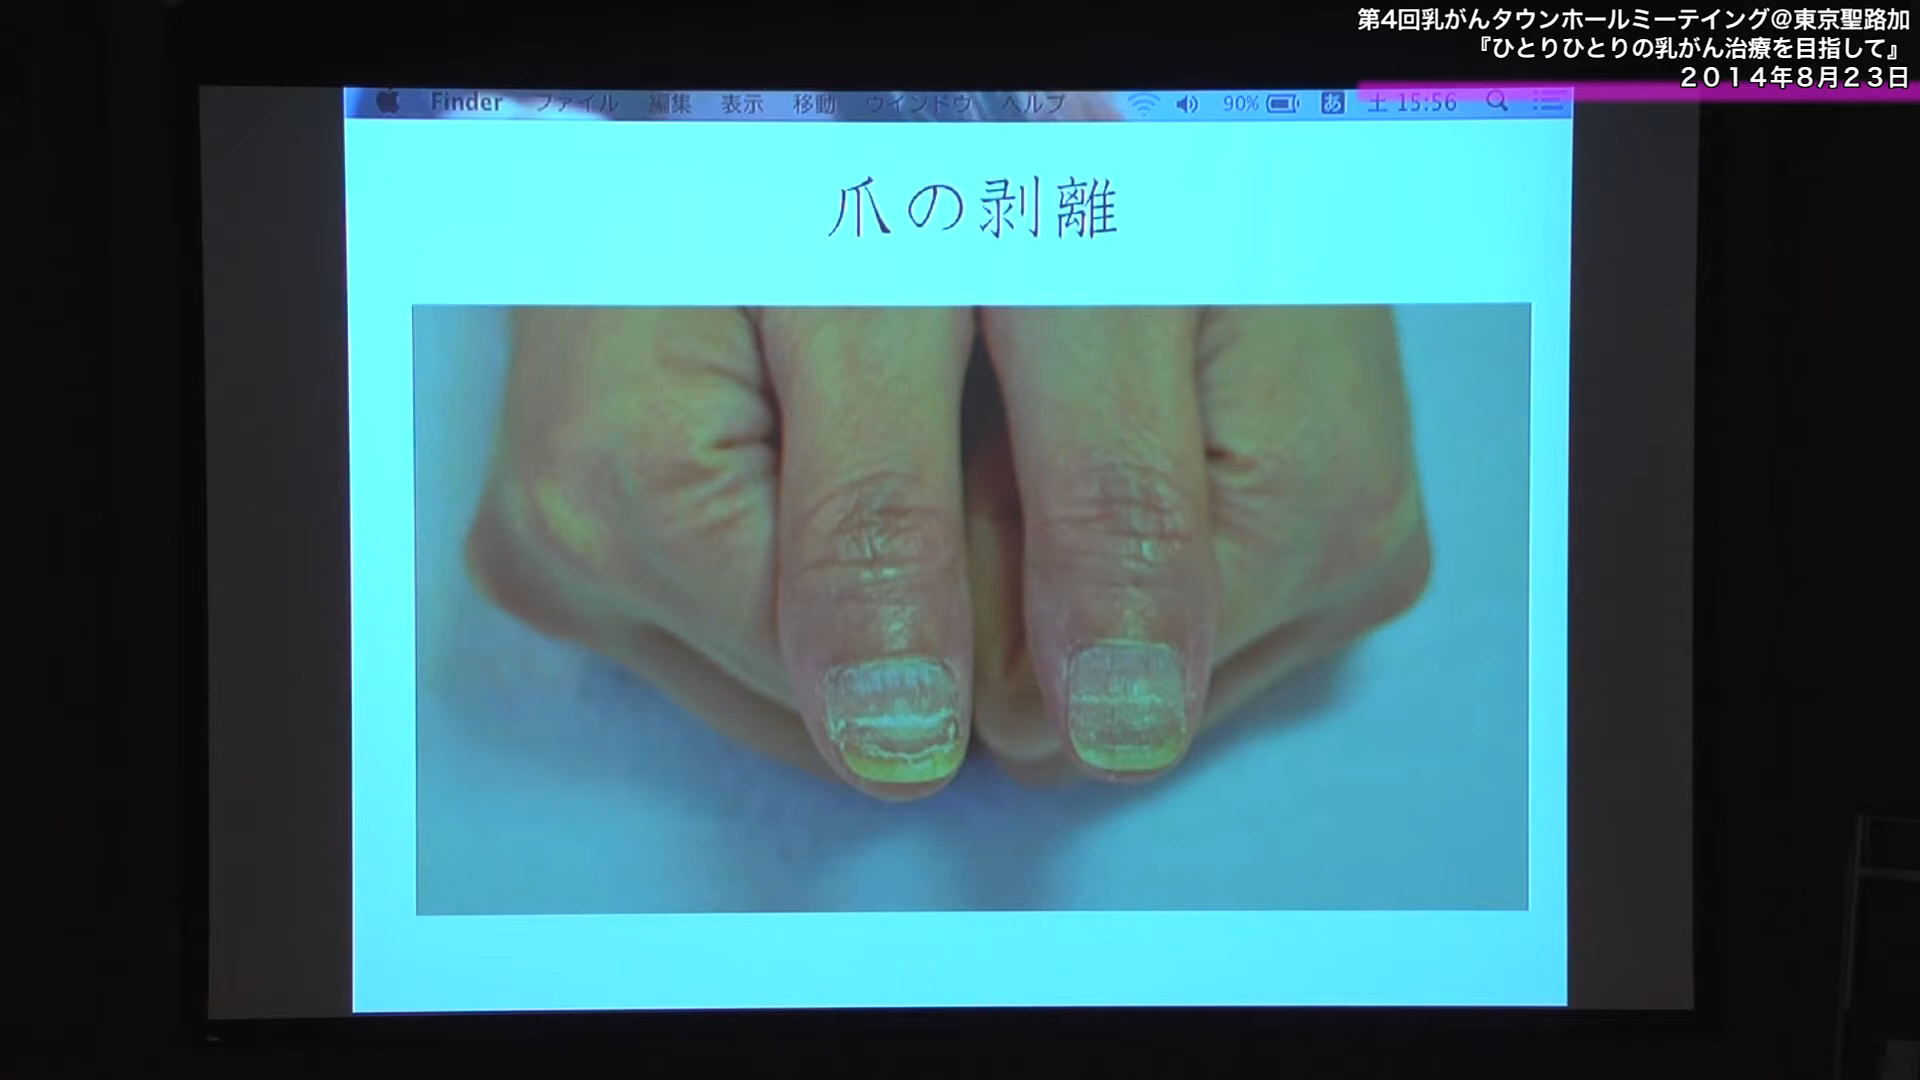 第4回乳がんタウンホールミーテイング＠東京聖路加
『ひとりひとりの乳がん治療を目指して』
２０１４年８月２３日
Finder ファイル 編集 表示 移動 ウインドウ ヘルプ 90% あ 土 15:56
爪の剥離